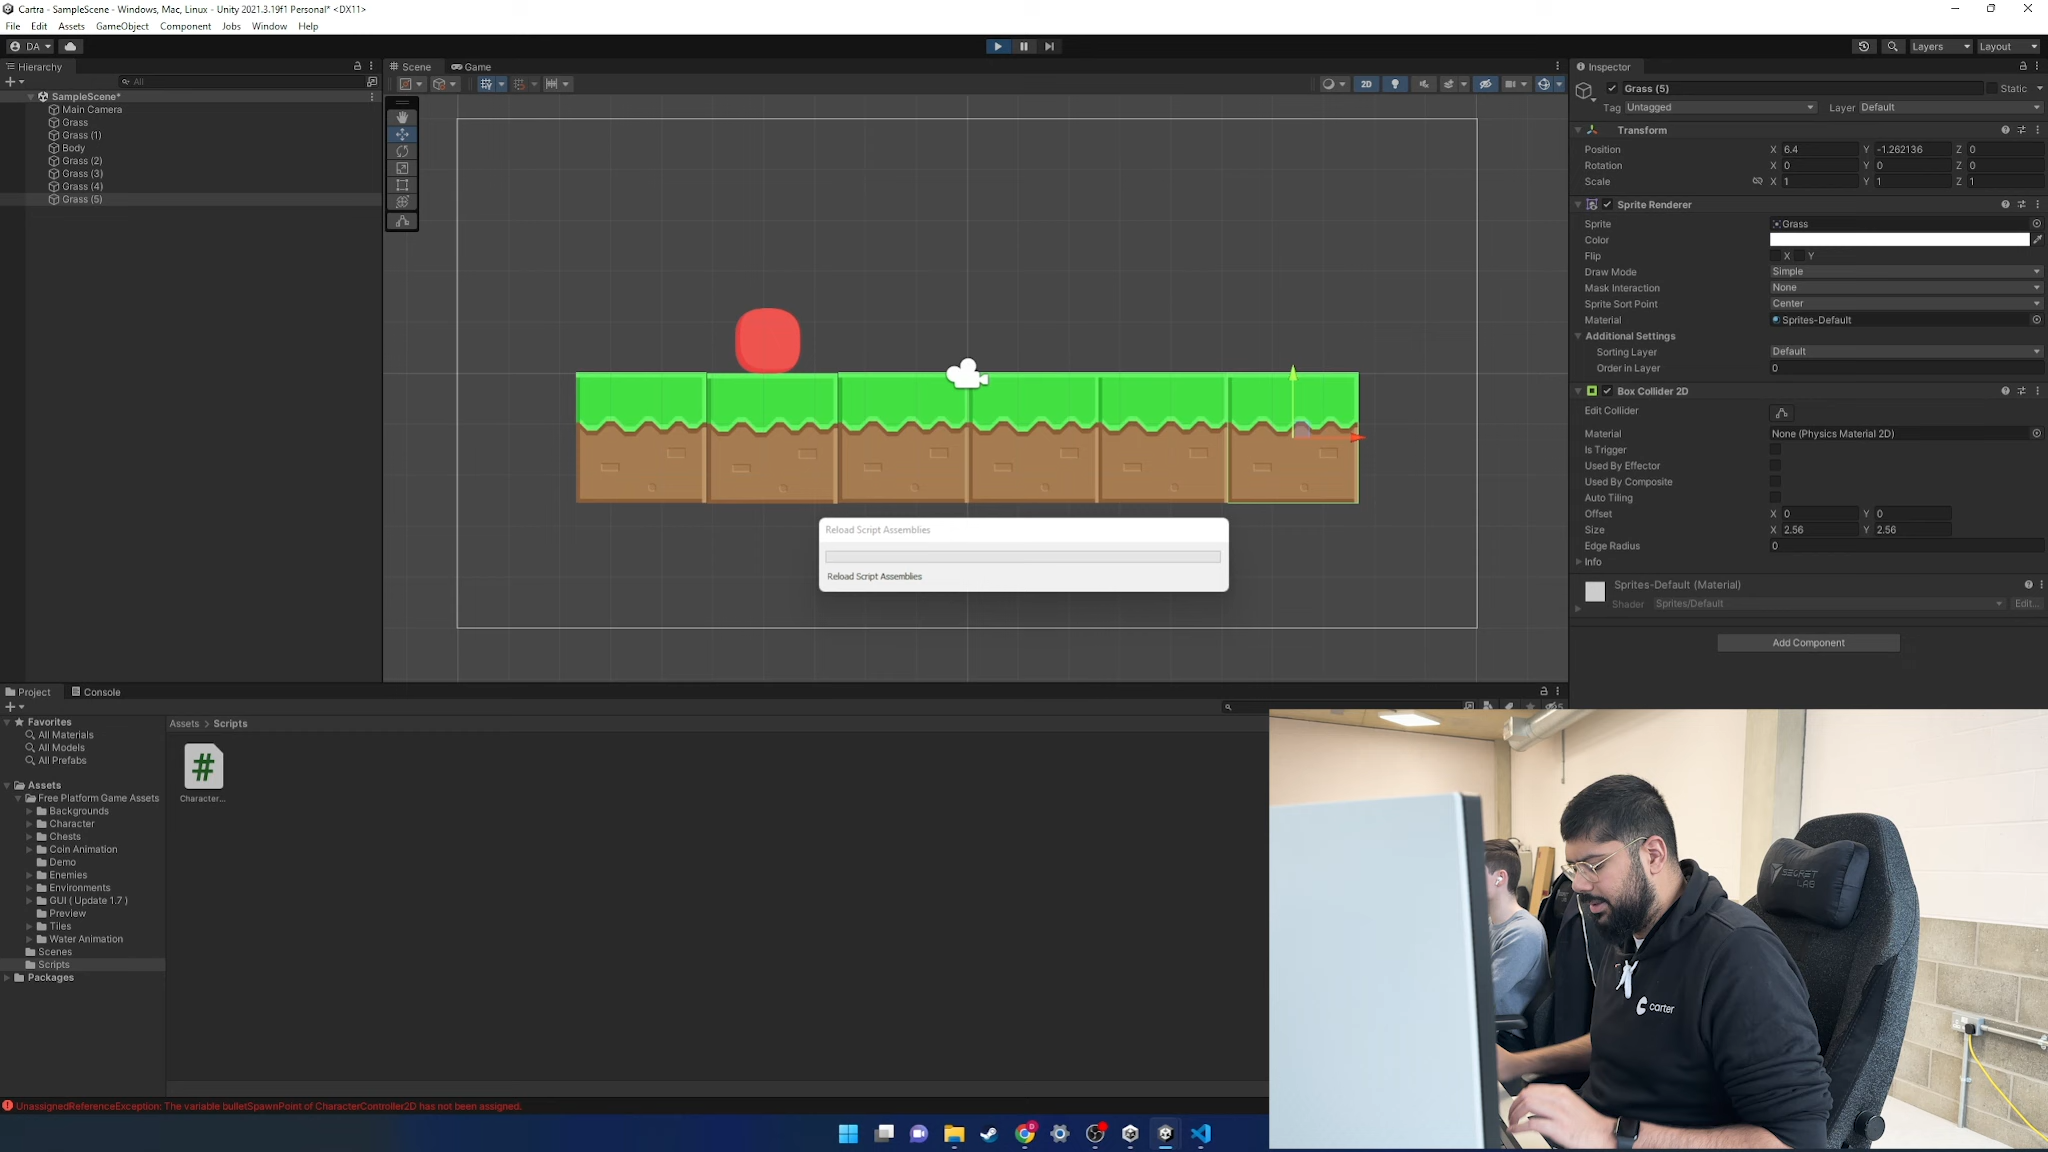 Cartra - SampleScene - Windows, Mac, Linux - Unity 2021.3.19f1 Personal* <DX11>
File Edit Assets GameObject Component Jobs Window Help
DA
Layers
Layout
Hierarchy
All
SampleScene*
Main Camera
Grass
Grass (1)
Body
Grass (2)
Grass (3)
Grass (4)
Grass (5)
Scene
Game
2D
Reload Script Assemblies
Reload Script Assemblies
Inspector
Grass (5)
Static
Tag Untagged Layer Default
Transform
Position X 6.4 Y -1.262136 Z 0
Rotation X 0 Y 0 Z 0
Scale X 1 Y 1 Z 1
Sprite Renderer
Sprite Grass
Color
Flip X Y
Draw Mode Simple
Mask Interaction None
Sprite Sort Point Center
Material Sprites-Default
Additional Settings
Sorting Layer Default
Order in Layer 0
Box Collider 2D
Edit Collider
Material None (Physics Material 2D)
Is Trigger
Used By Effector
Used By Composite
Auto Tiling
Offset X 0 Y 0
Size X 2.56 Y 2.56
Edge Radius 0
Info
Sprites-Default (Material)
Shader Sprites/Default Edit...
Add Component
Project
Console
Favorites
All Materials
All Models
All Prefabs
Assets
Free Platform Game Assets
Backgrounds
Character
Chests
Coin Animation
Demo
Enemies
Environments
GUI ( Update 1.7 )
Preview
Tiles
Water Animation
Scenes
Scripts
Packages
Assets > Scripts
#
Character...
UnassignedReferenceException: The variable bulletSpawnPoint of CharacterController2D has not been assigned.
SECRET
LAB
carter